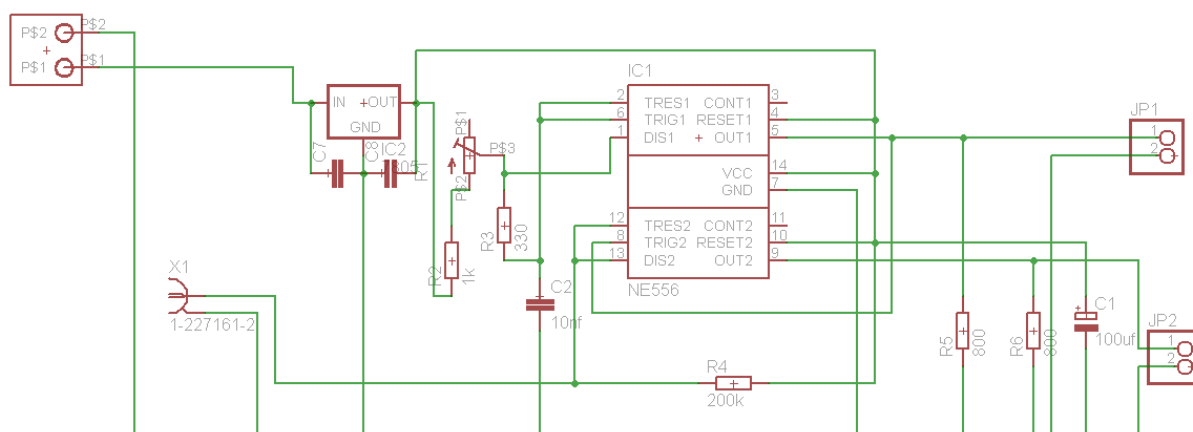 P$2
P$2
P$1
P$1
IN
+OUT
GND
C7
C8
IC2
R1
P$1
P$3
P$2
R2
1k
R3
330
C2
10nf
IC1
2
TRES1
CONT1
3
6
TRIG1
RESET1
4
1
DIS1
OUT1
5
VCC
14
GND
7
12
TRES2
CONT2
11
8
TRIG2
RESET2
10
13
DIS2
OUT2
9
NE556
X1
1-227161-2
R4
200k
R5
800
R6
800
C1
100uf
JP1
1
2
JP2
1
2